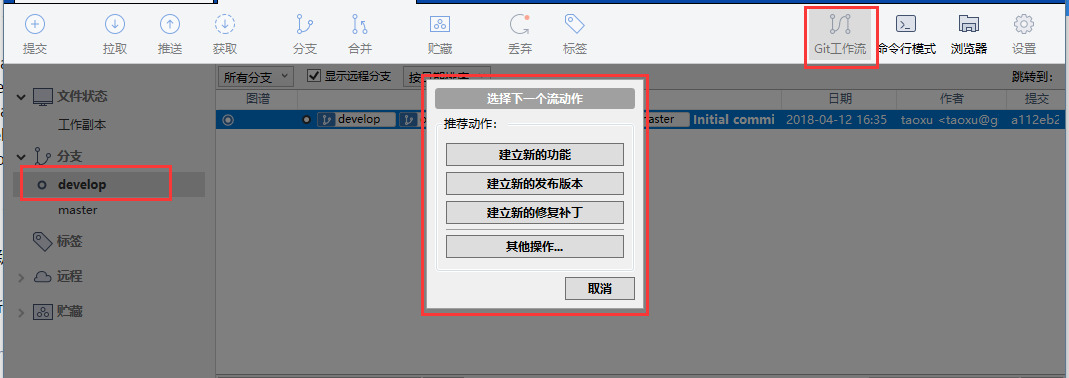 提交 拉取 推送 获取 分支 合并 贮藏 丢弃 标签 Git工作流 命令行模式 浏览器 设置
所有分支 显示远程分支 跳转到:
图谱 日期 作者 提交
develop master Initial commi 2018-04-12 16:35 taoxu <taoxu@g a112eb2
文件状态
工作副本
分支
develop
master
标签
远程
贮藏
选择下一个流动作
推荐动作:
建立新的功能
建立新的发布版本
建立新的修复补丁
其他操作...
取消